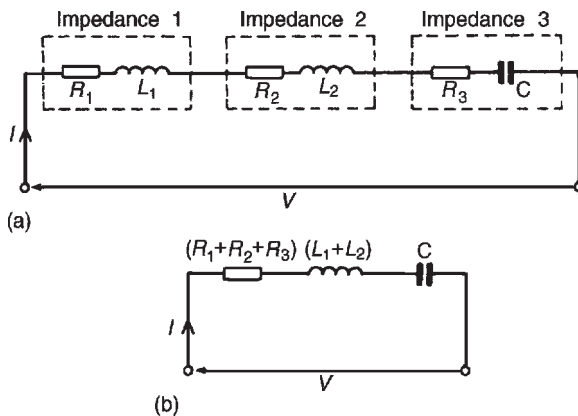 Impedance 1 Impedance 2 Impedance 3
R1 L1 R2 L2 R3 C
I
V
(a)
(R1+R2+R3) (L1+L2) C
I
V
(b)